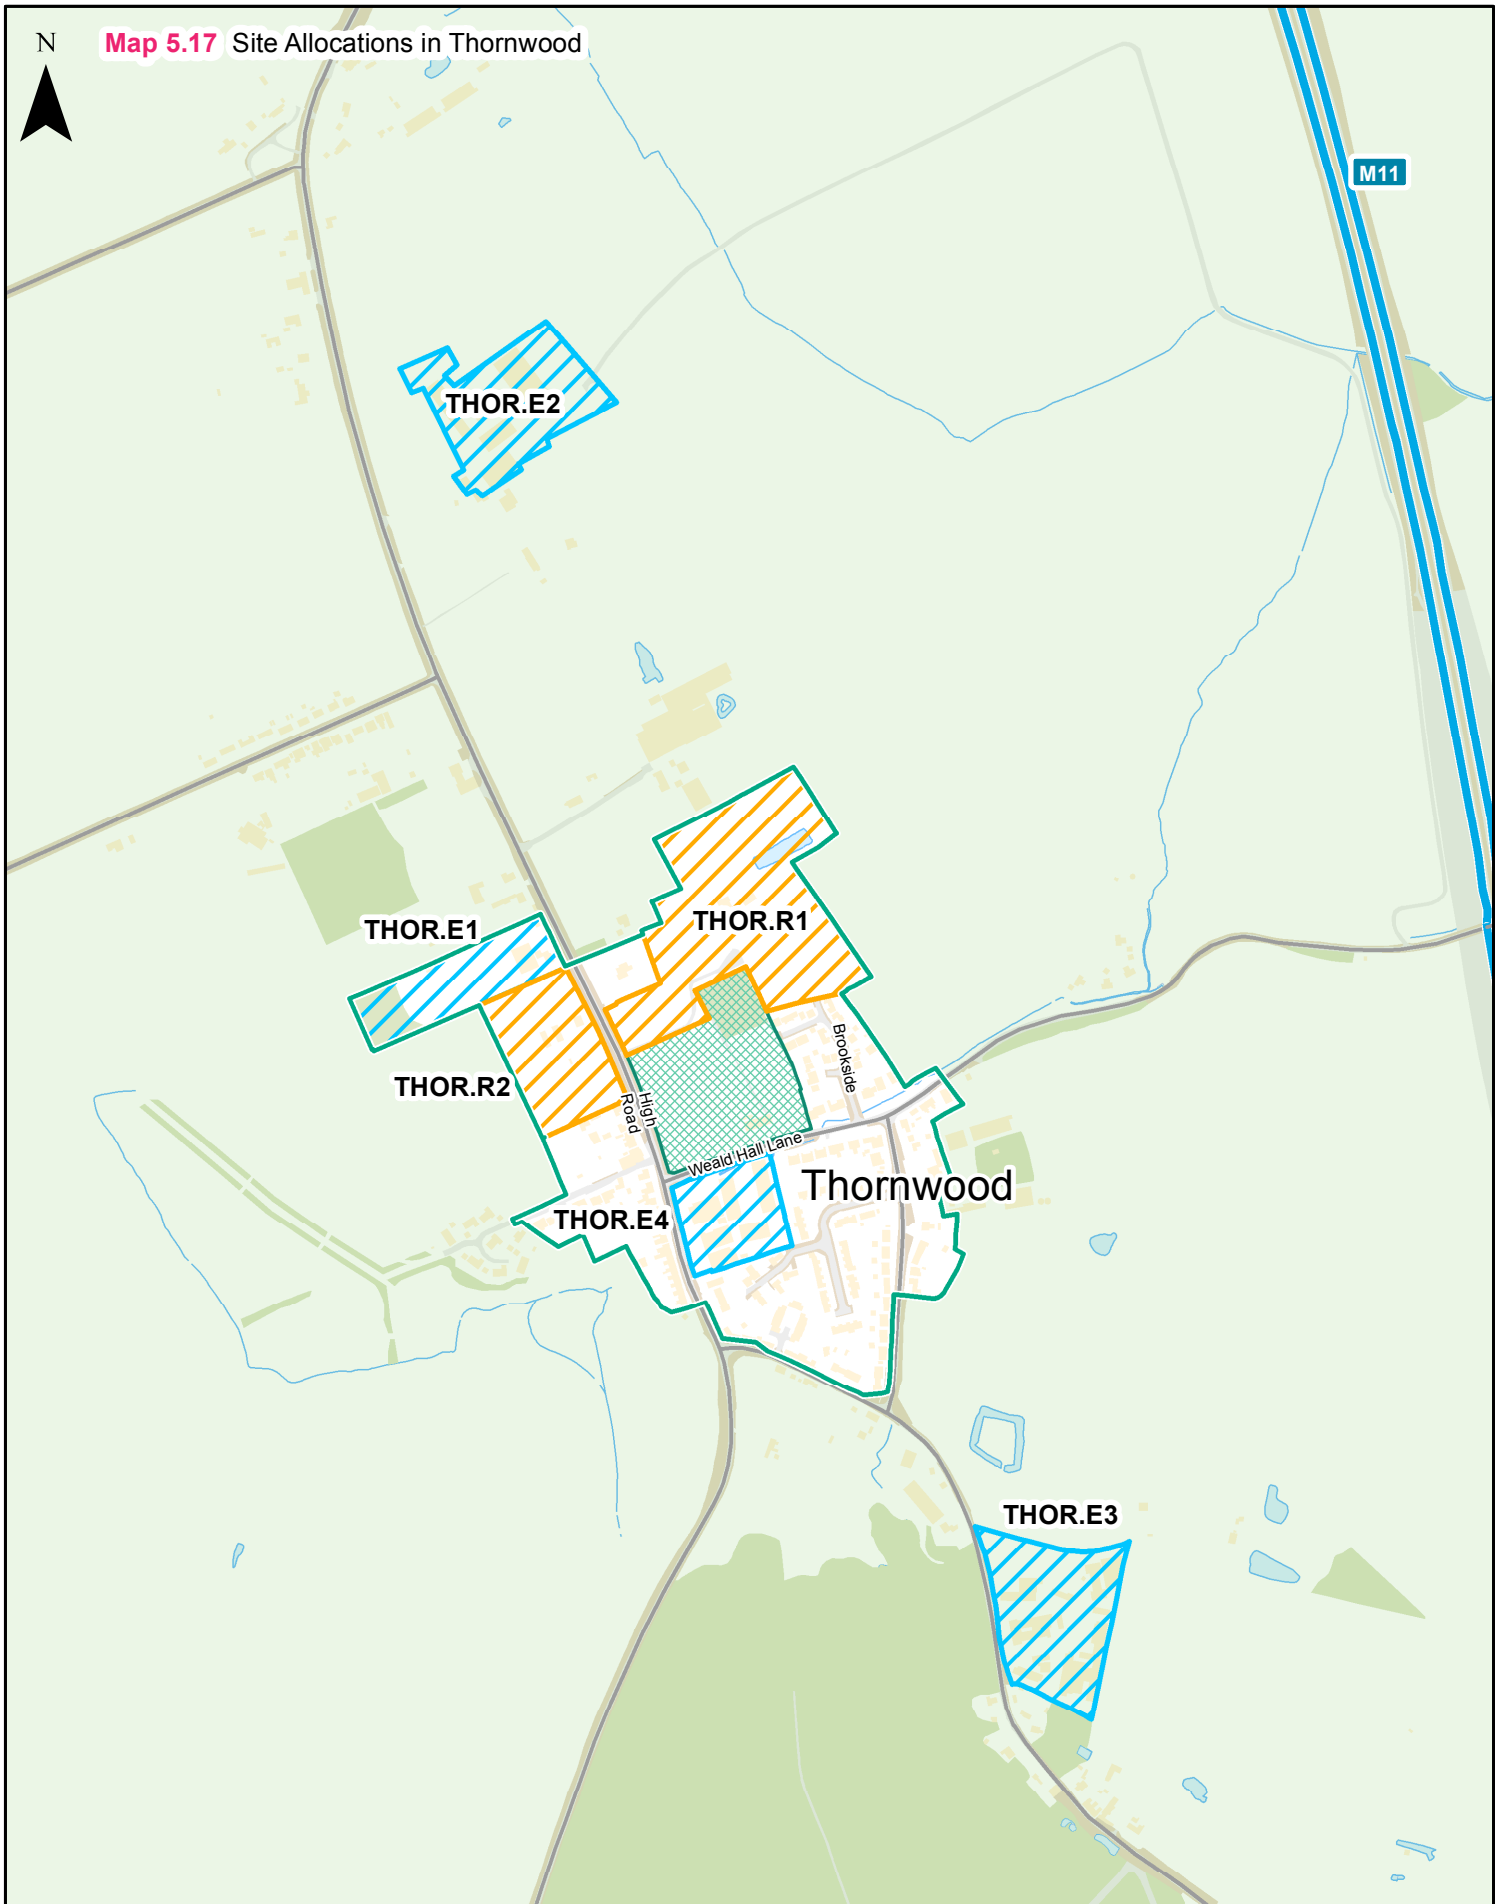 N
Map 5.17 Site Allocations in Thornwood
M11
THOR.E2
THOR.R1
THOR.E1
Brookside
THOR.R2
High
Road
Weald Hall Lane
Thornwood
THOR.E4
THOR.E3